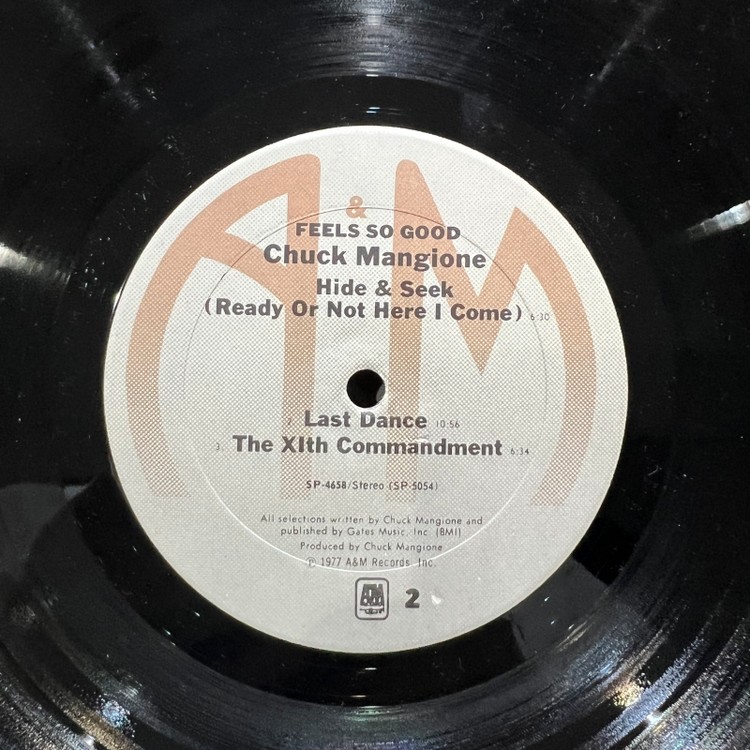 &
FEELS SO GOOD
Chuck Mangione
Hide & Seek
(Ready Or Not Here I Come) 6:30
2. Last Dance 10:56
3. The XIth Commandment 6:34
SP-4658/Stereo (SP-5054)
All selections written by Chuck Mangione and
published by Gates Music, Inc. (BMI)
Produced by Chuck Mangione
℗ 1977 A&M Records, Inc.
A&M 2